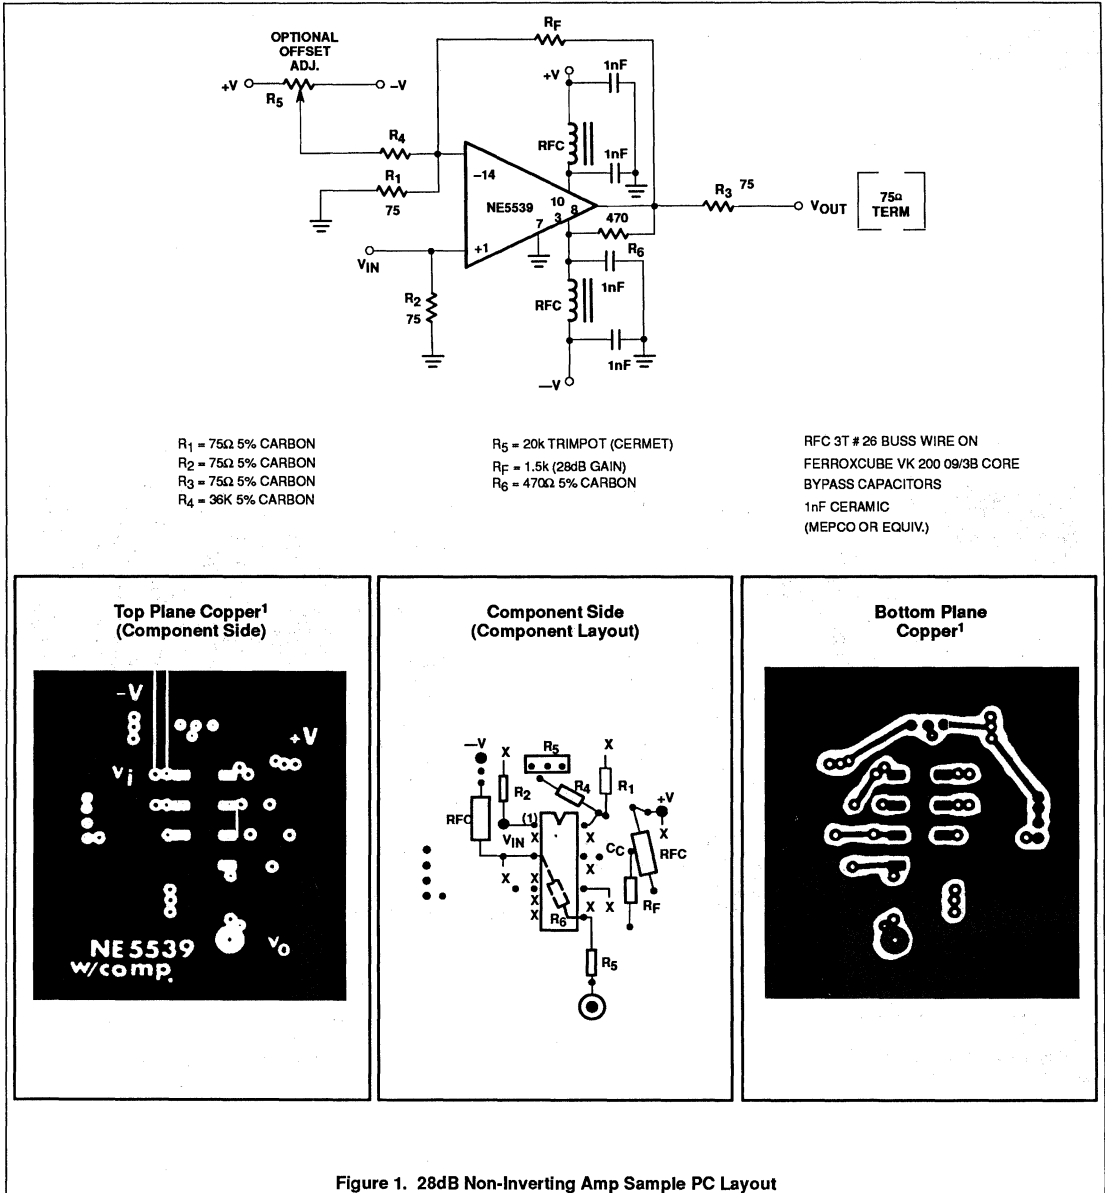 OPTIONAL
OFFSET
ADJ.
+V
R5
—V
RF
+V
1nF
RFC
1nF
R4
R1
75
–14
10
NE5539
8
3
7
+1
470
R6
R3 75
VOUT
75Ω
TERM
VIN
R2
75
1nF
RFC
1nF
—V
R1 = 75Ω 5% CARBON
R2 = 75Ω 5% CARBON
R3 = 75Ω 5% CARBON
R4 = 36K 5% CARBON
R5 = 20k TRIMPOT (CERMET)
RF = 1.5k (28dB GAIN)
R6 = 470Ω 5% CARBON
RFC 3T # 26 BUSS WIRE ON
FERROXCUBE VK 200 09/3B CORE
BYPASS CAPACITORS
1nF CERAMIC
(MEPCO OR EQUIV.)
Top Plane Copper1
(Component Side)
-V
+V
Vi
NE5539
w/comp.
Vo
Component Side
(Component Layout)
—V
X
R5
X
R2
R4
R1
+V
RFC
(1)
VIN
X
X
X
CC
RFC
X
X
X
X
X
X
X
R6
RF
R5
Bottom Plane
Copper1
Figure 1. 28dB Non-Inverting Amp Sample PC Layout